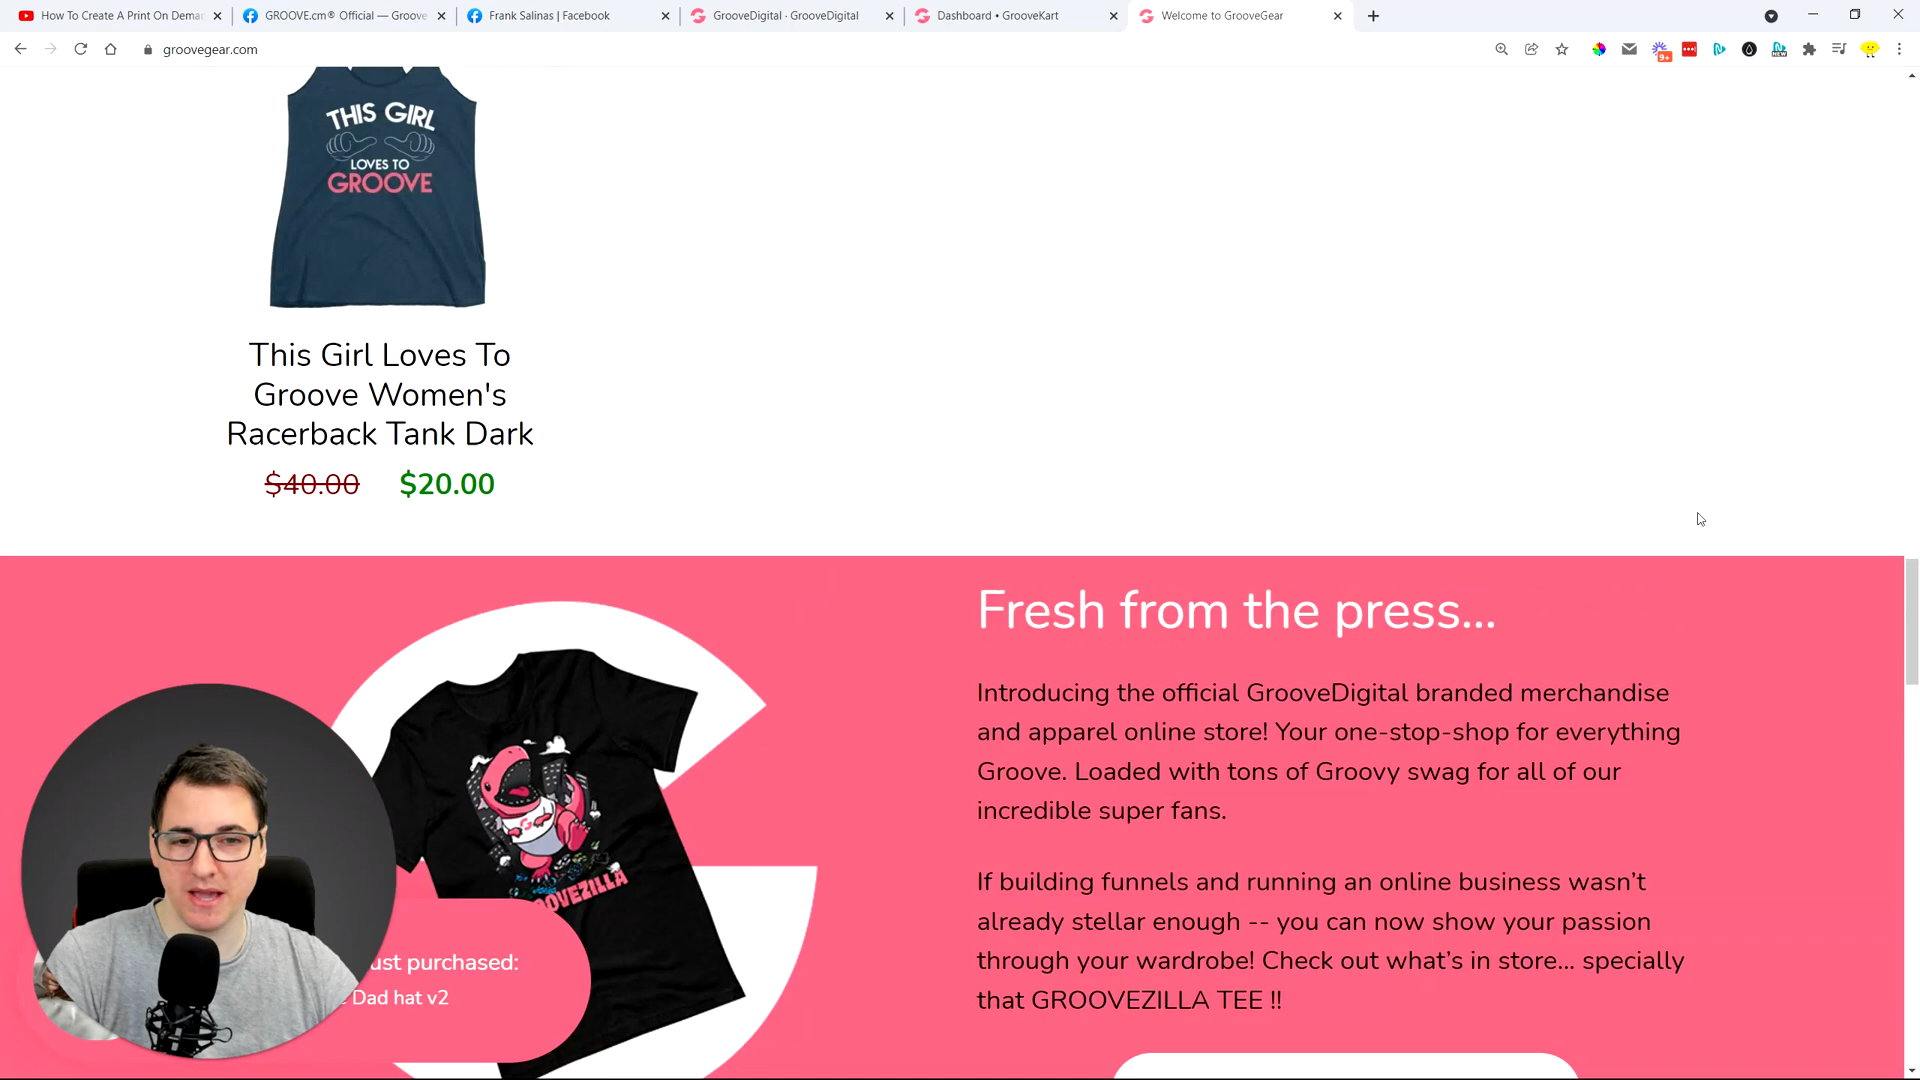 How To Create A Print On Deman
GROOVE.cm® Official — Groove
Frank Salinas | Facebook
GrooveDigital · GrooveDigital
Dashboard • GrooveKart
Welcome to GrooveGear
groovegear.com
9+
NEW
THIS GIRL
LOVES TO
GROOVE
This Girl Loves To
Groove Women's
Racerback Tank Dark
$40.00 $20.00
Fresh from the press...
Introducing the official GrooveDigital branded merchandise
and apparel online store! Your one-stop-shop for everything
Groove. Loaded with tons of Groovy swag for all of our
incredible super fans.
If building funnels and running an online business wasn’t
already stellar enough -- you can now show your passion
through your wardrobe! Check out what’s in store... specially
that GROOVEZILLA TEE !!
OOVEZILLA
ust purchased:
Dad hat v2